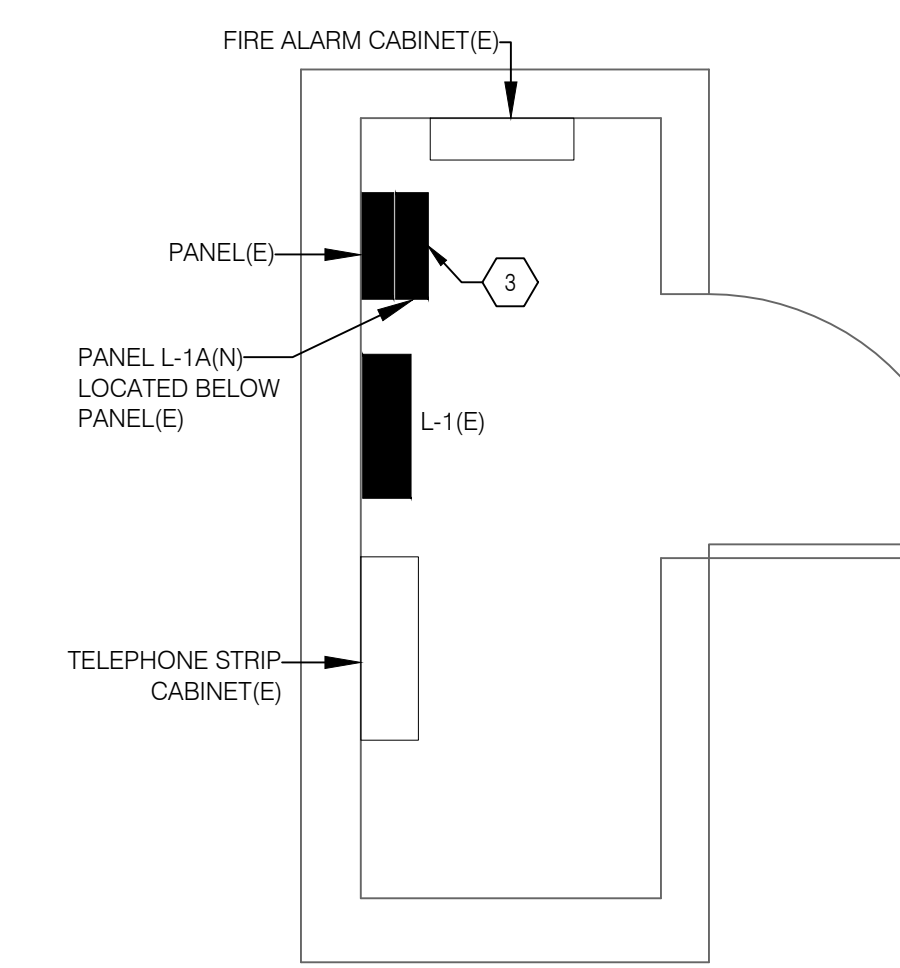 FIRE ALARM CABINET(E)
PANEL(E)
3
PANEL L-1A(N)
LOCATED BELOW
PANEL(E)
L-1(E)
TELEPHONE STRIP
CABINET(E)